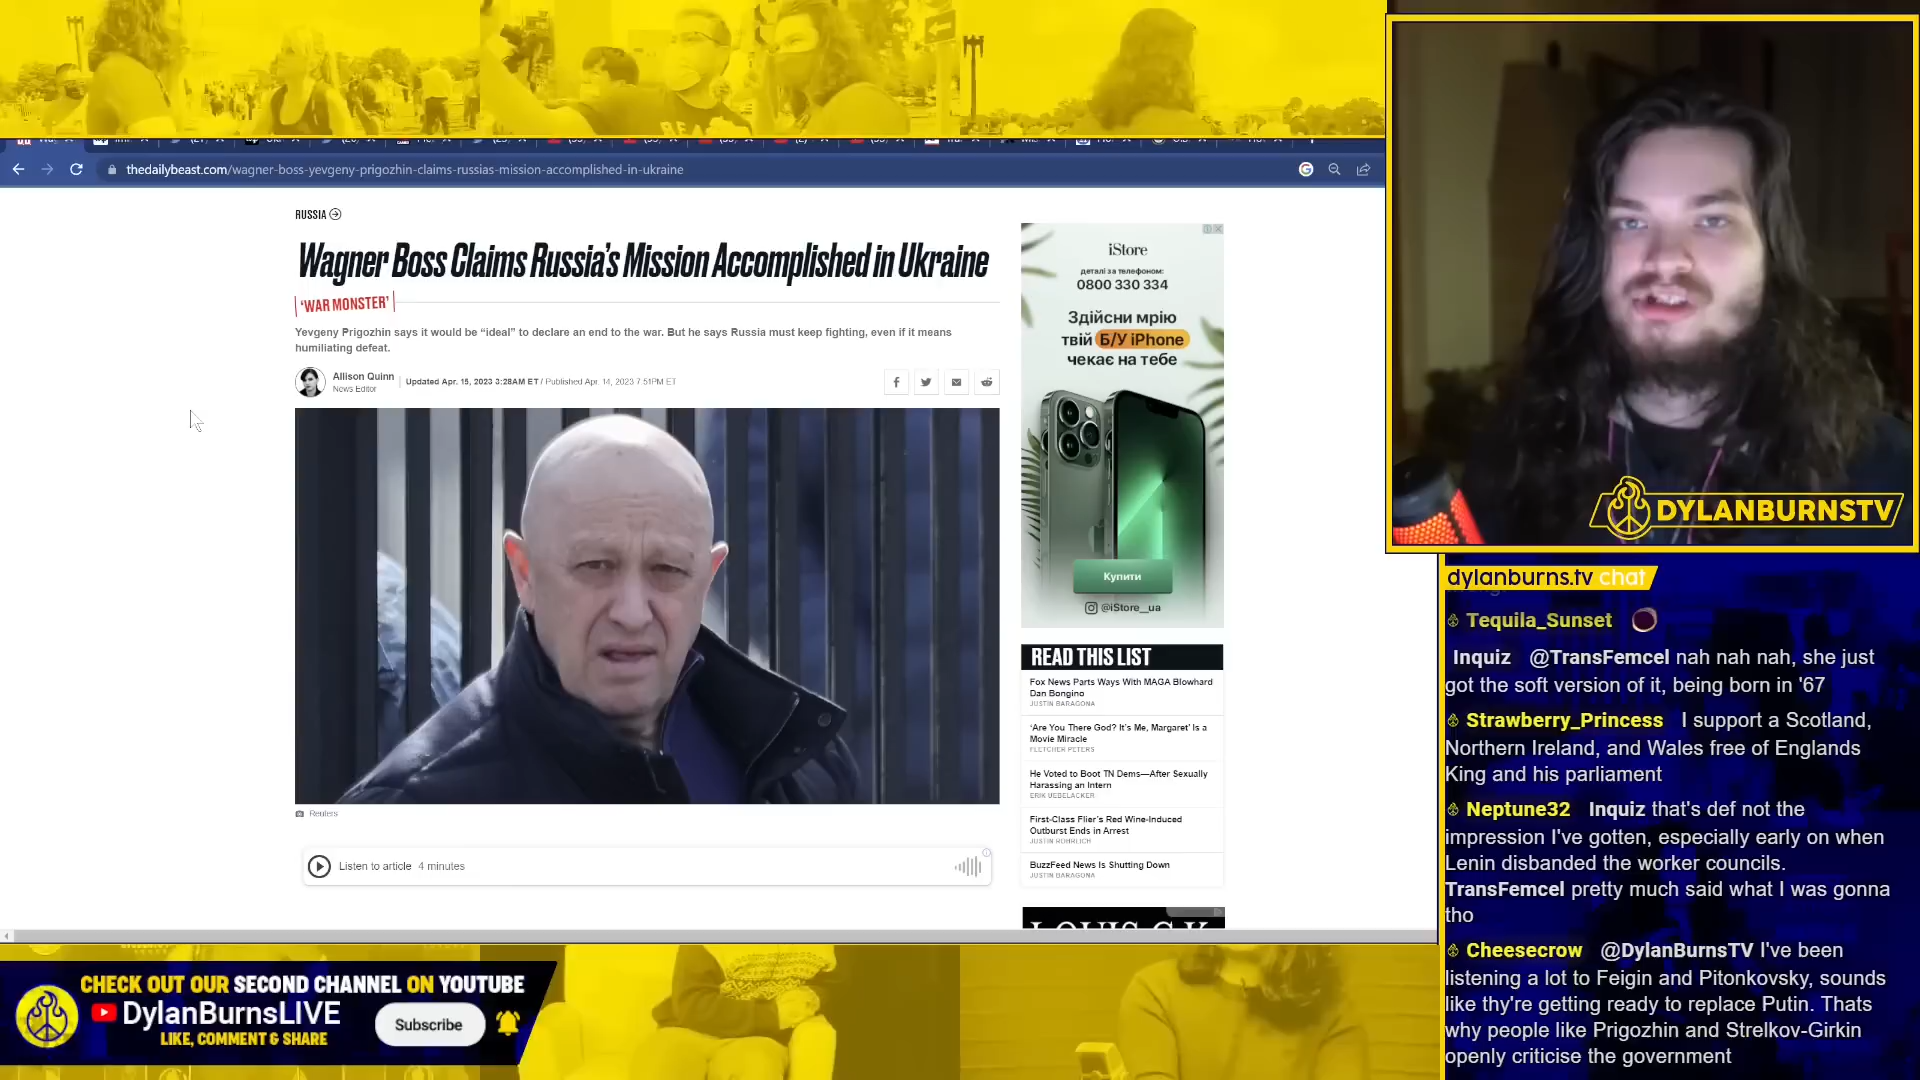 thedailybeast.com/wagner-boss-yevgeny-prigozhin-claims-russias-mission-accomplished-in-ukraine
RUSSIA
Wagner Boss Claims Russia's Mission Accomplished in Ukraine
'WAR MONSTER'
Yevgeny Prigozhin says it would be “ideal” to declare an end to the war. But he says Russia must keep fighting, even if it means
humiliating defeat.
Allison Quinn
News Editor
Updated Apr. 15, 2023 3:28AM ET / Published Apr. 14, 2023 7:51PM ET
Reuters
Listen to article 4 minutes
iStore
деталі за телефоном:
0800 330 334
Здійсни мрію
твій Б/У iPhone
чекає на тебе
Купити
@iStore_ua
READ THIS LIST
Fox News Parts Ways With MAGA Blowhard
Dan Bongino
JUSTIN BARAGONA
‘Are You There God? It’s Me, Margaret’ Is a
Movie Miracle
FLETCHER PETERS
He Voted to Boot TN Dems—After Sexually
Harassing an Intern
ERIK UEBELACKER
First-Class Flier’s Red Wine-Induced
Outburst Ends in Arrest
JUSTIN ROHRLICH
BuzzFeed News Is Shutting Down
JUSTIN BARAGONA
LOUIS C.K.
DYLANBURNSTV
dylanburns.tv chat
Tequila_Sunset
Inquiz @TransFemcel nah nah nah, she just
got the soft version of it, being born in '67
Strawberry_Princess I support a Scotland,
Northern Ireland, and Wales free of Englands
King and his parliament
Neptune32 Inquiz that's def not the
impression I've gotten, especially early on when
Lenin disbanded the worker councils.
TransFemcel pretty much said what I was gonna
tho
Cheesecrow @DylanBurnsTV I've been
listening a lot to Feigin and Pitonkovsky, sounds
like thy're getting ready to replace Putin. Thats
why people like Prigozhin and Strelkov-Girkin
openly criticise the government
CHECK OUT OUR SECOND CHANNEL ON YOUTUBE
DylanBurnsLIVE
LIKE, COMMENT & SHARE
Subscribe